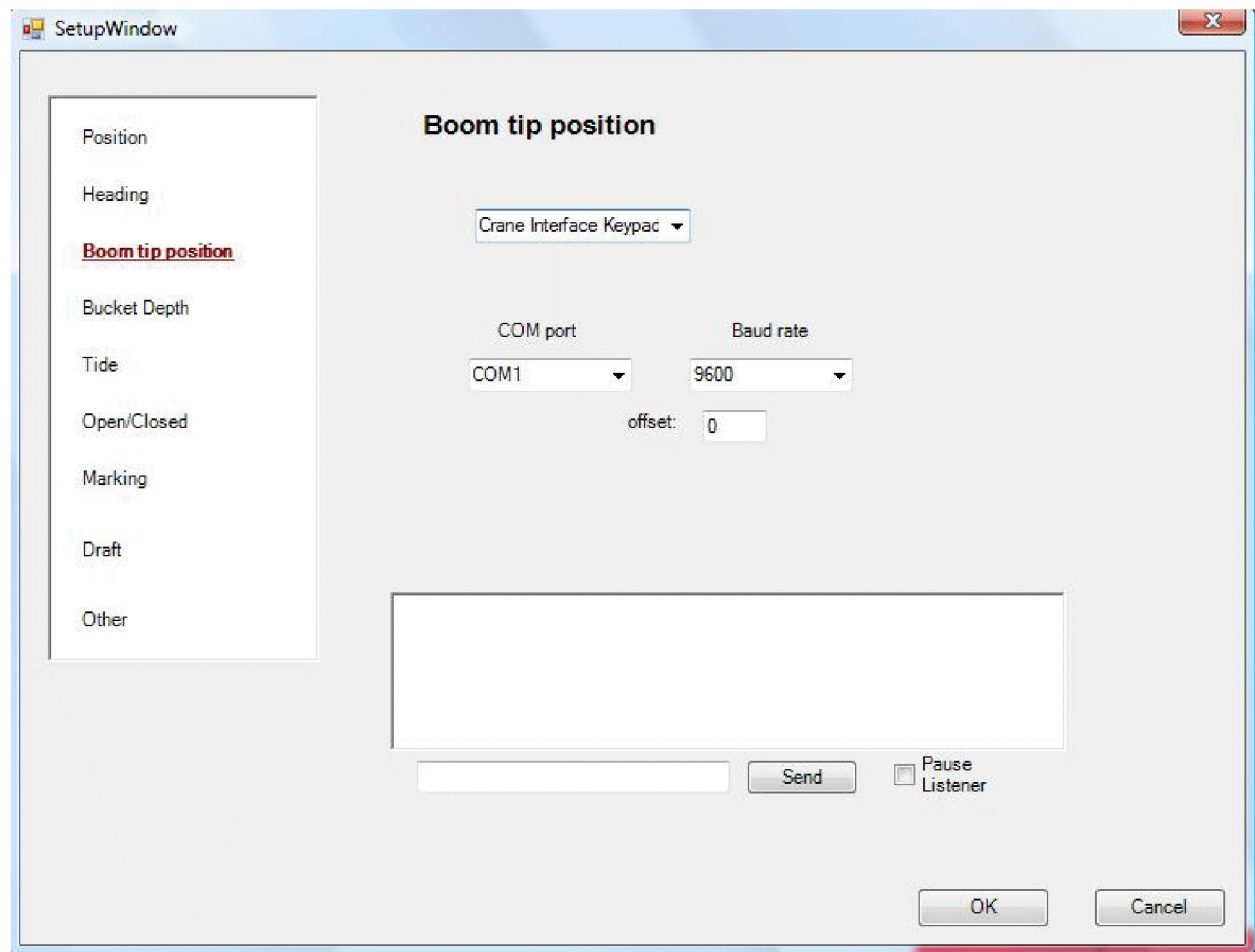 SetupWindow
Position
Heading
Boom tip position
Bucket Depth
Tide
Open/Closed
Marking
Draft
Other
Boom tip position
Crane Interface Keypad
COM port
Baud rate
COM1
9600
offset:
0
Send
Pause
Listener
OK
Cancel